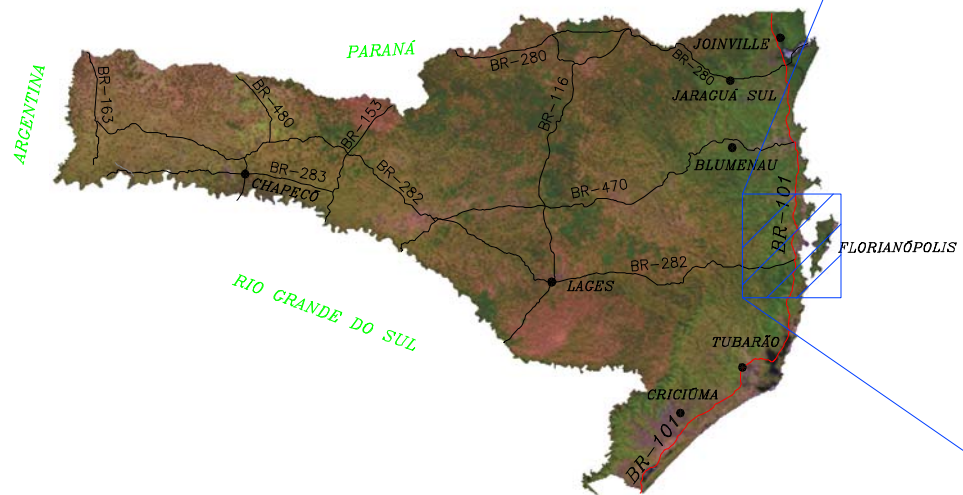 PARANÁ
JOINVILLE
BR-280
BR-280
ARGENTINA
BR-163
BR-480
BR-153
BR-116
JARAGUÁ SUL
BLUMENAU
BR-283
CHAPECÓ
BR-282
BR-470
BR-101
FLORIANÓPOLIS
BR-282
LAGES
RIO GRANDE DO SUL
TUBARÃO
CRICIÚMA
BR-101